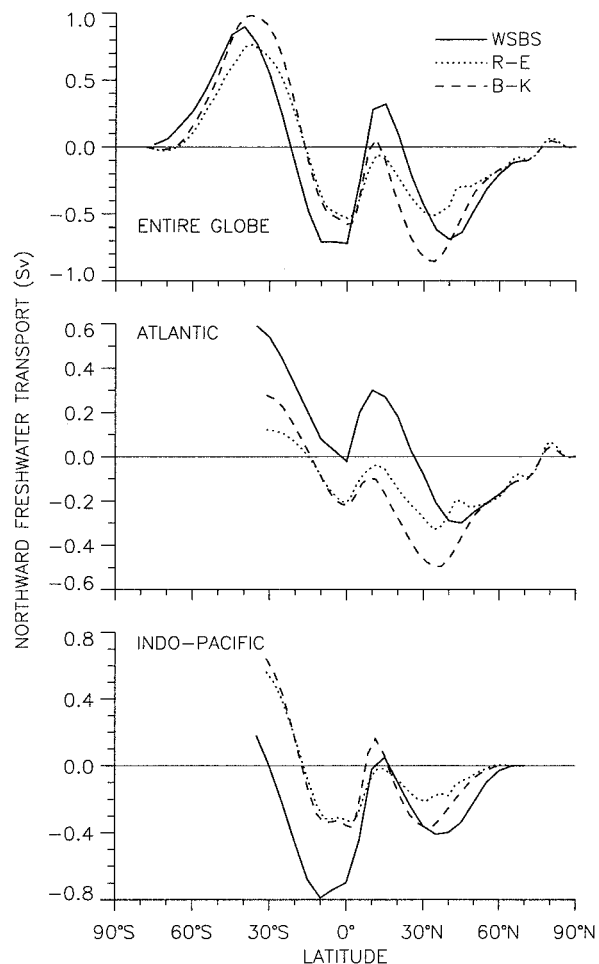 NORTHWARD FRESHWATER TRANSPORT (Sv)
1.0
0.5
0.0
−0.5
−1.0
WSBS
R−E
B−K
ENTIRE GLOBE
0.6
0.4
0.2
0.0
−0.2
−0.4
−0.6
ATLANTIC
0.8
0.4
0.0
−0.4
−0.8
INDO−PACIFIC
90°S 60°S 30°S 0° 30°N 60°N 90°N
LATITUDE